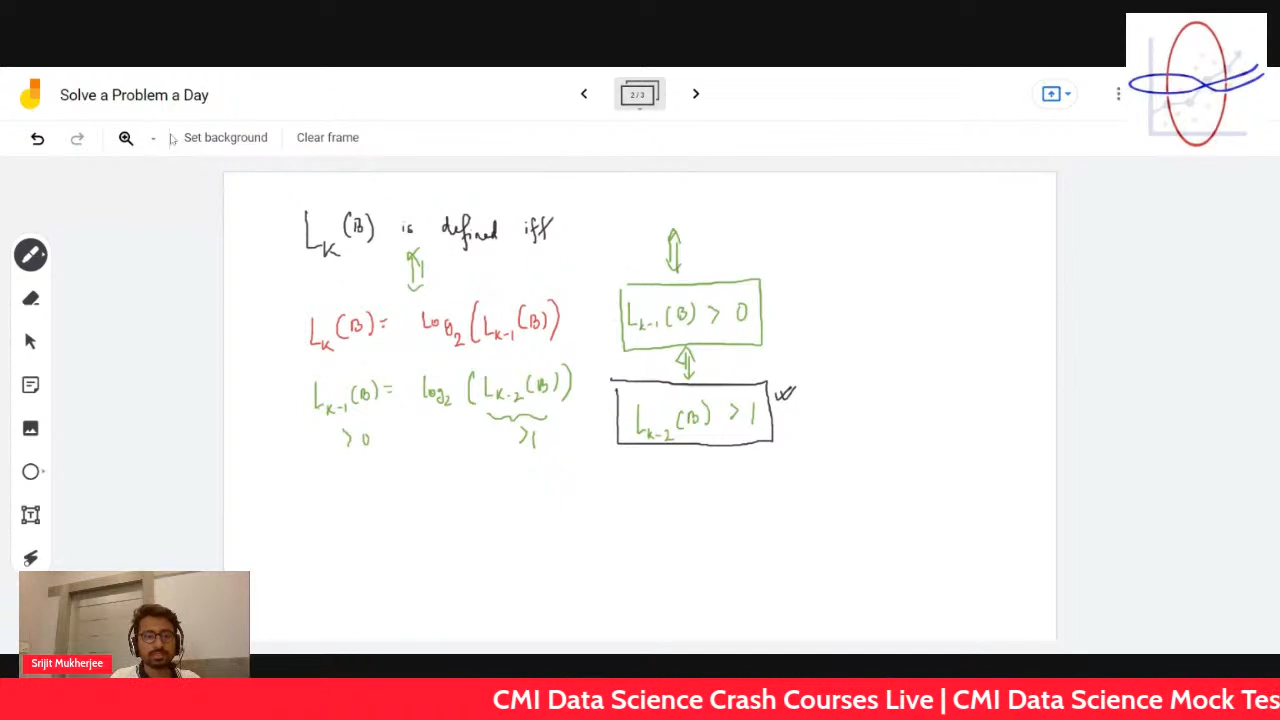 Solve a Problem a Day
2/3
Set background
Clear frame
L_K (B) is defined iff
L_K (B) = log_2 (L_{K-1} (B))
L_{K-1} (B) > 0
L_{K-1} (B) = log_2 (L_{K-2} (B))
> 0
>1
L_{K-2} (B) > 1
Srijit Mukherjee
CMI Data Science Crash Courses Live | CMI Data Science Mock Tes